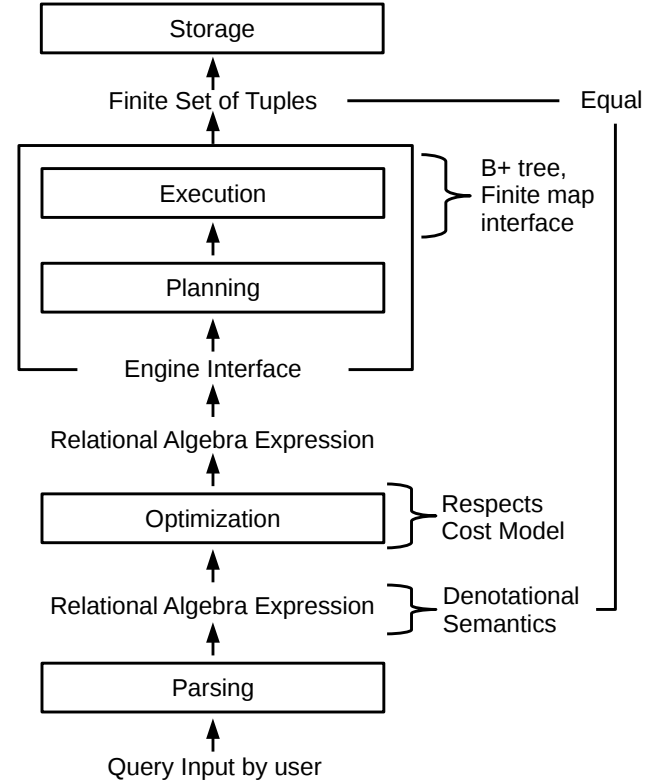 Storage
Finite Set of Tuples
Equal
Execution
B+ tree,
Finite map
interface
Planning
Engine Interface
Relational Algebra Expression
Optimization
Respects
Cost Model
Relational Algebra Expression
Denotational
Semantics
Parsing
Query Input by user